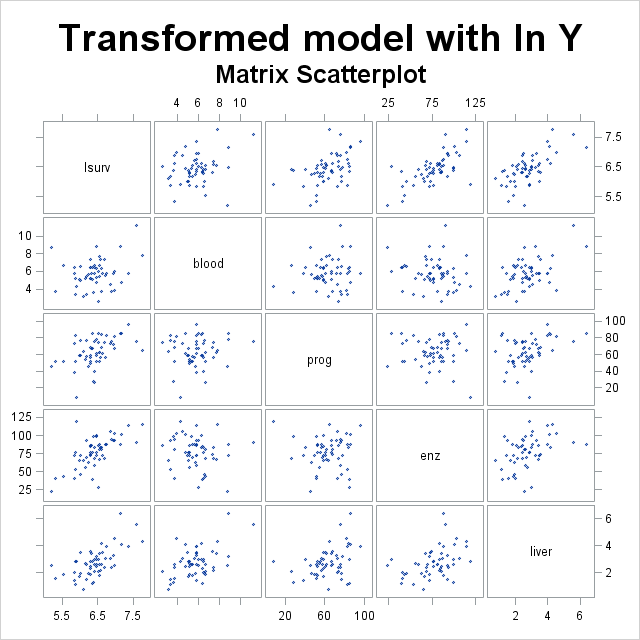 Transformed model with ln Y
Matrix Scatterplot
4 6 8 10 25 75 125
lsurv 7.5 6.5 5.5
10 8 6 4 blood
prog 100 80 60 40 20
125 100 75 50 25 enz
liver 6 4 2
5.5 6.5 7.5 20 60 100 2 4 6